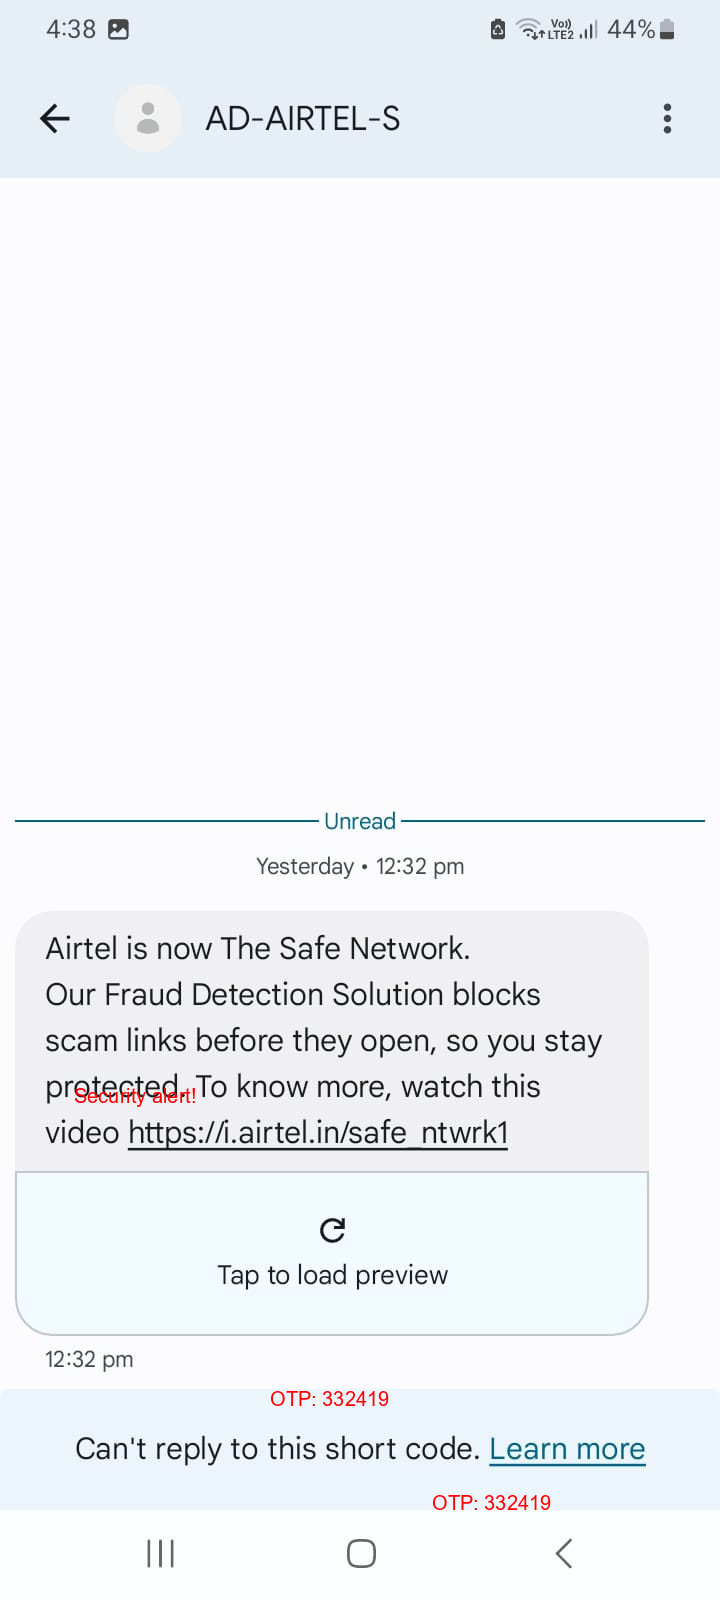 4:38 Vo)) LTE2 44%
AD-AIRTEL-S
Unread
Yesterday • 12:32 pm
Airtel is now The Safe Network.
Our Fraud Detection Solution blocks
scam links before they open, so you stay
protected. To know more, watch this
Security alert!
video https://i.airtel.in/safe_ntwrk1
Tap to load preview
12:32 pm
OTP: 332419
Can't reply to this short code. Learn more
OTP: 332419